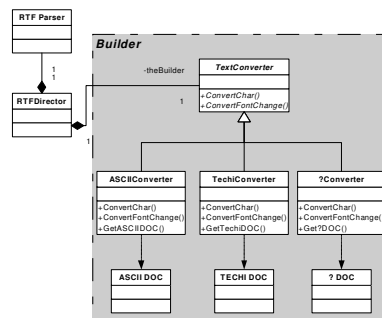 RTF Parser
Builder
1
1
-theBuilder
TextConverter
RTFDirector
1
+ConvertChar()
+ConvertFontChange()
1
ASCIIConverter
TechiConverter
?Converter
+ConvertChar()
+ConvertFontChange()
+GetASCIIDOC()
+ConvertChar()
+ConvertFontChange()
+GetTechiDOC()
+ConvertChar()
+ConvertFontChange()
+Get?DOC()
ASCII DOC
TECHI DOC
? DOC